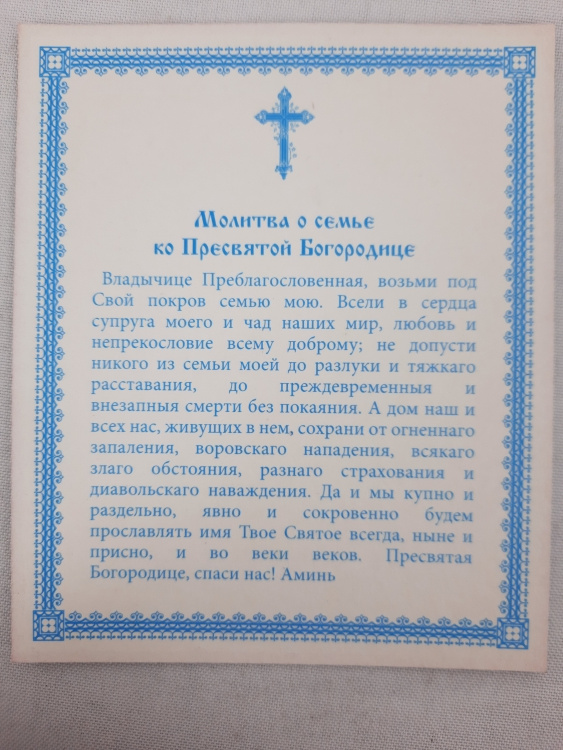 Молитва о семье
ко Пресвятой Богородице
Владычице Преблагословенная, возьми под
Свой покров семью мою. Всели в сердца
супруга моего и чад наших мир, любовь и
непрекословие всему доброму; не допусти
никого из семьи моей до разлуки и тяжкаго
расставания, до преждевременныя и
внезапныя смерти без покаяния. А дом наш и
всех нас, живущих в нем, сохрани от огненнаго
запаления, воровскаго нападения, всякаго
злаго обстояния, разнаго страхования и
диавольскаго наваждения. Да и мы купно и
раздельно, явно и сокровенно будем
прославлять имя Твое Святое всегда, ныне и
присно, и во веки веков. Пресвятая
Богородице, спаси нас! Аминь